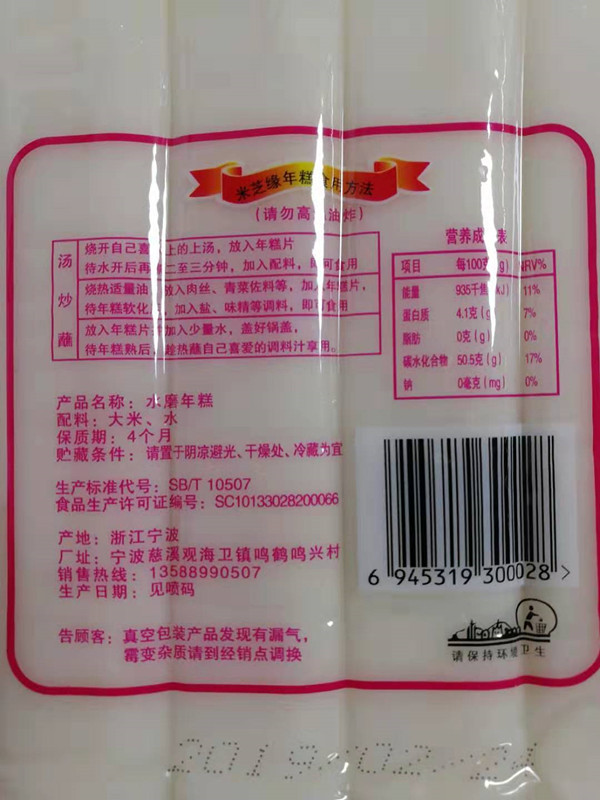 米芝缘年糕食用方法
(请勿高温油炸)
汤
烧开自己喜 上的上汤，放入年糕片
待水开后再 二至三分钟，加入配料，即可食用
炒
烧热适量油 放入肉丝、青菜佐料等，加入年糕片，
待年糕软化 加入盐、味精等调料，即可食用
蘸
放入年糕片 加入少量水，盖好锅盖，
待年糕熟后，趁热蘸自己喜爱的调料汁享用。
营养成分表
项目 每100克(g) NRV%
能量 935千焦(kJ) 11%
蛋白质 4.1克(g) 7%
脂肪 0克(g) 0%
碳水化合物 50.5克(g) 17%
钠 0毫克(mg) 0%
产品名称：水磨年糕
配料：大米、水
保质期：4个月
贮藏条件：请置于阴凉避光、干燥处、冷藏为宜
生产标准代号：SB/T 10507
食品生产许可证编号：SC10133028200066
产地：浙江宁波
厂址：宁波慈溪观海卫镇鸣鹤鸣兴村
销售热线：13588990507
生产日期：见喷码
6 945319 300028 >
请保持环境卫生
告顾客：真空包装产品发现有漏气，
霉变杂质请到经销点调换
2019/02/24